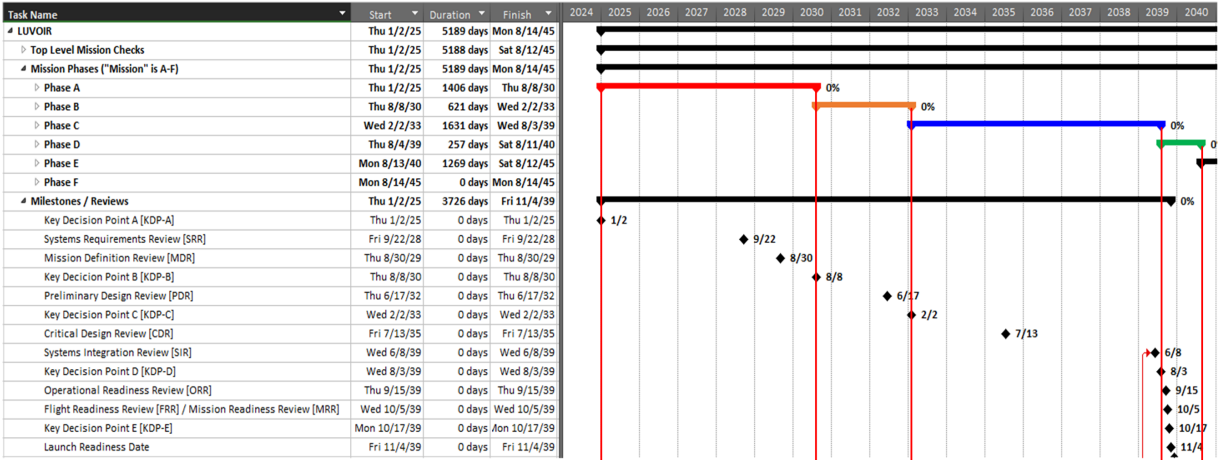 Task Name Start Duration Finish 2024 2025 2026 2027 2028 2029 2030 2031 2032 2033 2034 2035 2036 2037 2038 2039 2040
LUVOIR Thu 1/2/25 5189 days Mon 8/14/45
Top Level Mission Checks Thu 1/2/25 5188 days Sat 8/12/45
Mission Phases ("Mission" is A-F) Thu 1/2/25 5189 days Mon 8/14/45
Phase A Thu 1/2/25 1406 days Thu 8/8/30 0%
Phase B Thu 8/8/30 621 days Wed 2/2/33 0%
Phase C Wed 2/2/33 1631 days Wed 8/3/39 0%
Phase D Thu 8/4/39 257 days Sat 8/11/40 0
Phase E Mon 8/13/40 1269 days Sat 8/12/45
Phase F Mon 8/14/45 0 days Mon 8/14/45
Milestones / Reviews Thu 1/2/25 3726 days Fri 11/4/39 0%
Key Decision Point A [KDP-A] Thu 1/2/25 0 days Thu 1/2/25 1/2
Systems Requirements Review [SRR] Fri 9/22/28 0 days Fri 9/22/28 9/22
Mission Definition Review [MDR] Thu 8/30/29 0 days Thu 8/30/29 8/30
Key Decicion Point B [KDP-B] Thu 8/8/30 0 days Thu 8/8/30 8/8
Preliminary Design Review [PDR] Thu 6/17/32 0 days Thu 6/17/32 6/17
Key Decision Point C [KDP-C] Wed 2/2/33 0 days Wed 2/2/33 2/2
Critical Design Review [CDR] Fri 7/13/35 0 days Fri 7/13/35 7/13
Systems Integration Review [SIR] Wed 6/8/39 0 days Wed 6/8/39 6/8
Key Decision Point D [KDP-D] Wed 8/3/39 0 days Wed 8/3/39 8/3
Operational Readiness Review [ORR] Thu 9/15/39 0 days Thu 9/15/39 9/15
Flight Readiness Review [FRR] / Mission Readiness Review [MRR] Wed 10/5/39 0 days Wed 10/5/39 10/5
Key Decision Point E [KDP-E] Mon 10/17/39 0 days Mon 10/17/39 10/17
Launch Readiness Date Fri 11/4/39 0 days Fri 11/4/39 11/4